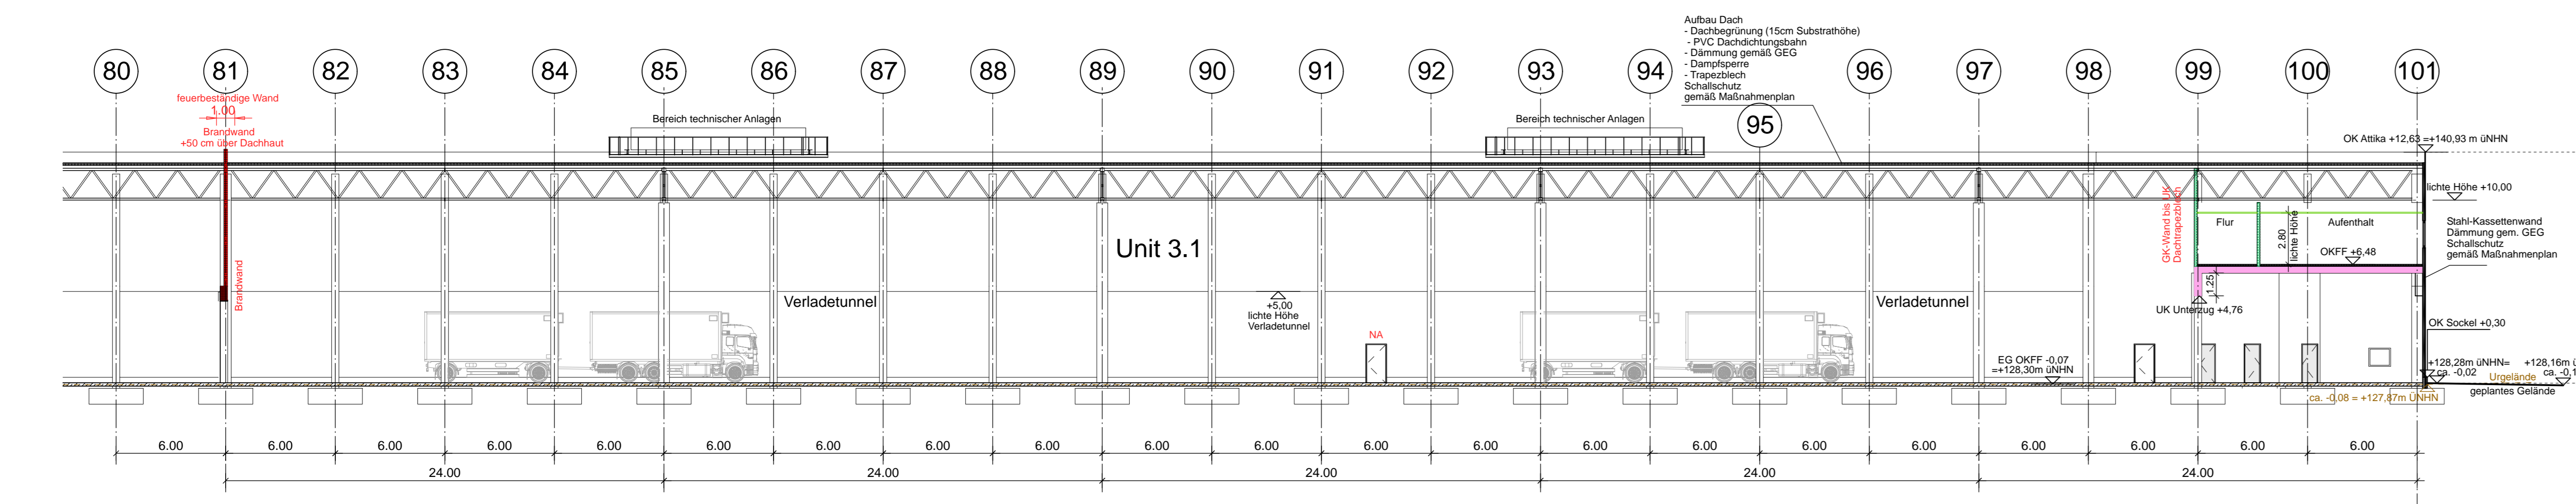 Aufbau Dach
- Dachbegrünung (15cm Substrathöhe)
- PVC Dachdichtungsbahn
- Dämmung gemäß GEG
- Dampfsperre
- Trapezblech
Schallschutz
gemäß Maßnahmenplan
80 81 82 83 84 85 86 87 88 89 90 91 92 93 94 96 97 98 99 100 101
95
feuerbeständige Wand
1.00
Brandwand
+50 cm über Dachhaut
Bereich technischer Anlagen
Bereich technischer Anlagen
OK Attika +12,63 =+140,93 m üNHN
lichte Höhe +10,00
GK-Wand bis UK
Dachtrapezblech
Flur
2.80
lichte Höhe
Aufenthalt
OKFF +6,48
Stahl-Kassettenwand
Dämmung gem. GEG
Schallschutz
gemäß Maßnahmenplan
Unit 3.1
Brandwand
Verladetunnel
+5,00
lichte Höhe
Verladetunnel
Verladetunnel
1.25
UK Unterzug +4,76
OK Sockel +0,30
NA
EG OKFF -0,07
=+128,30m üNHN
+128,28m üNHN=
ca. -0,02
+128,16m
ca. -0,1
Urgelände
geplantes Gelände
ca. -0,08 = +127,87m ÜNHN
6.00 6.00 6.00 6.00 6.00 6.00 6.00 6.00 6.00 6.00 6.00 6.00 6.00 6.00 6.00 6.00 6.00 6.00 6.00 6.00 6.00
24.00 24.00 24.00 24.00 24.00